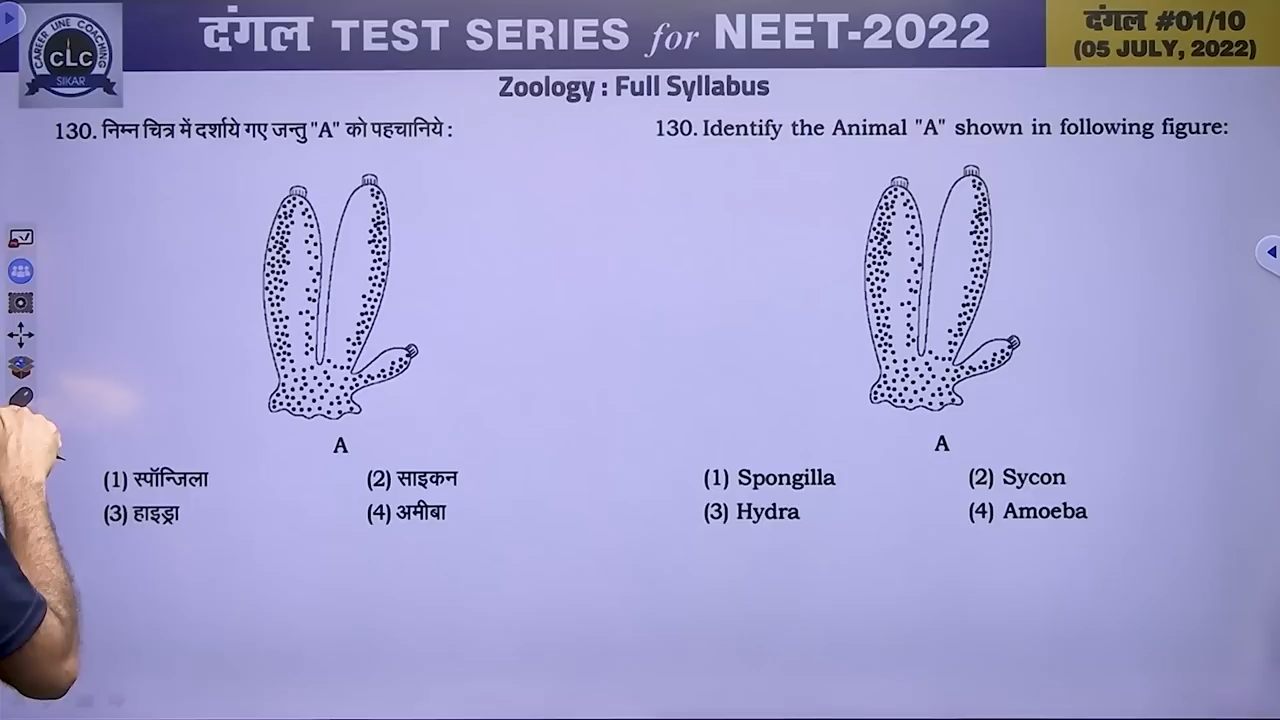 CAREER LINE COACHING
CLC
SIKAR
दंगल TEST SERIES for NEET-2022
दंगल #01/10
(05 JULY, 2022)
Zoology : Full Syllabus
130. निम्न चित्र में दर्शाये गए जन्तु "A" को पहचानिये :
A
(1) स्पॉन्जिला (2) साइकन
(3) हाइड्रा (4) अमीबा
130. Identify the Animal "A" shown in following figure:
A
(1) Spongilla (2) Sycon
(3) Hydra (4) Amoeba